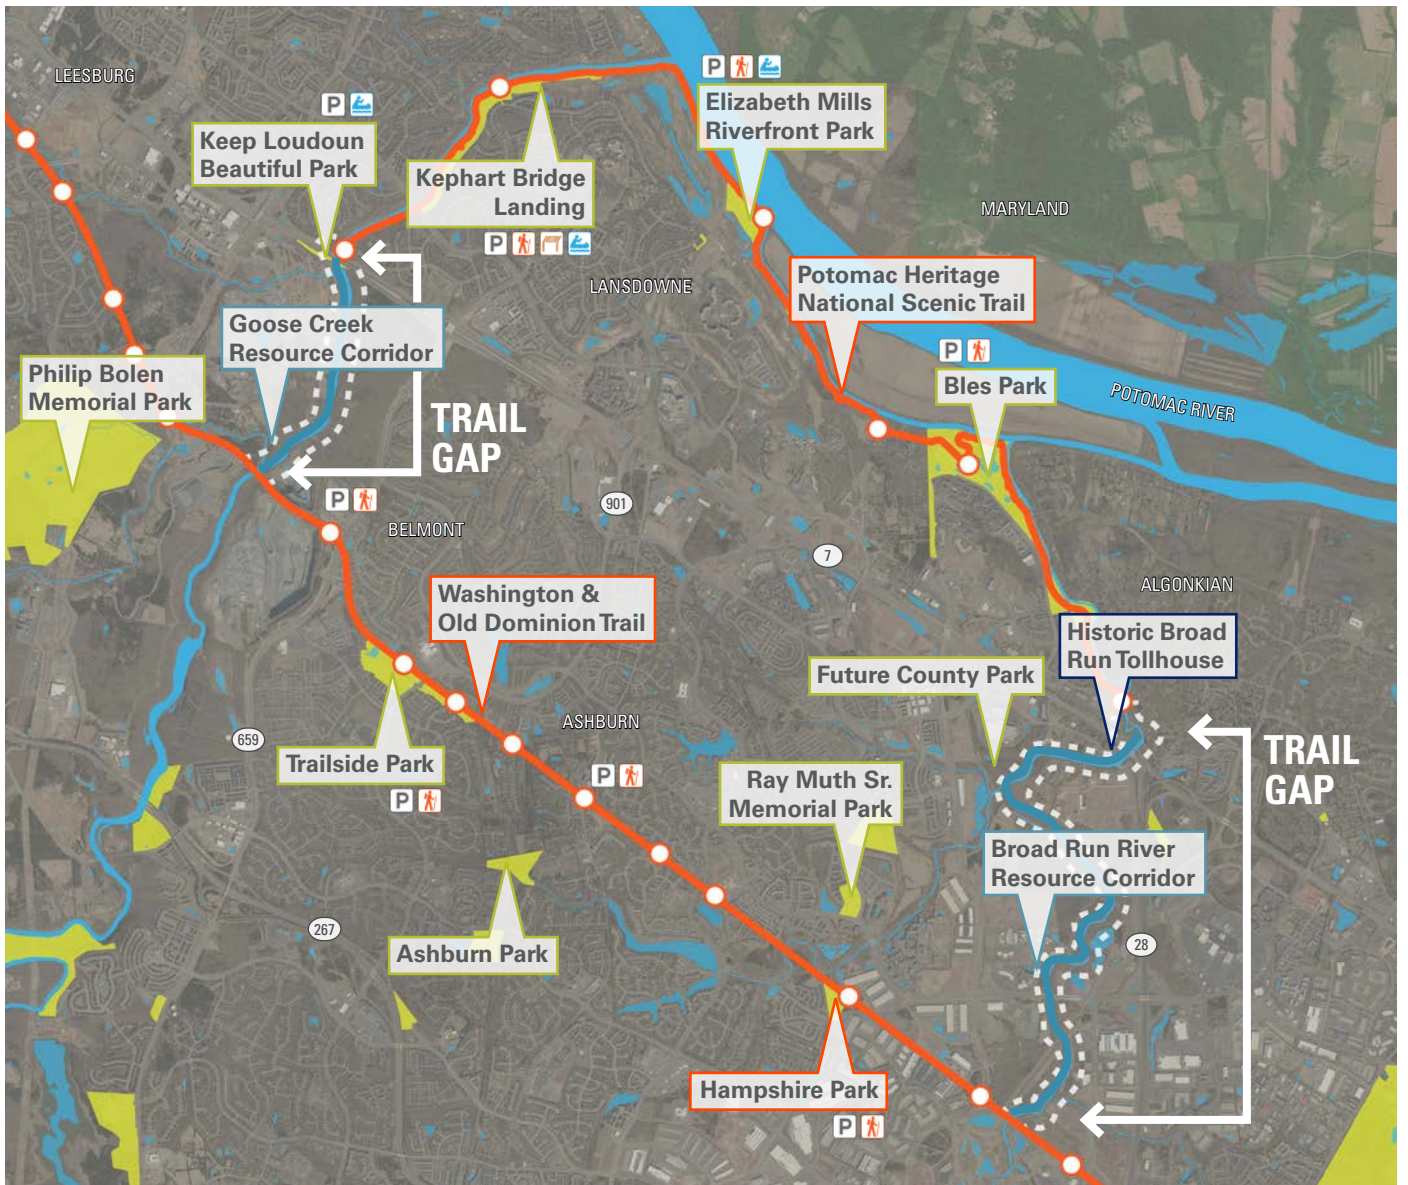 LEESBURG
P
P
Elizabeth Mills
Riverfront Park
Keep Loudoun
Beautiful Park
Kephart Bridge
Landing
P
MARYLAND
LANSDOWNE
Potomac Heritage
National Scenic Trail
Goose Creek
Resource Corridor
P
Bles Park
POTOMAC RIVER
Philip Bolen
Memorial Park
TRAIL
GAP
P
901
BELMONT
7
ALGONKIAN
Washington &
Old Dominion Trail
Historic Broad
Run Tollhouse
Future County Park
ASHBURN
659
Trailside Park
P
P
Ray Muth Sr.
Memorial Park
TRAIL
GAP
Broad Run River
Resource Corridor
267
28
Ashburn Park
Hampshire Park
P